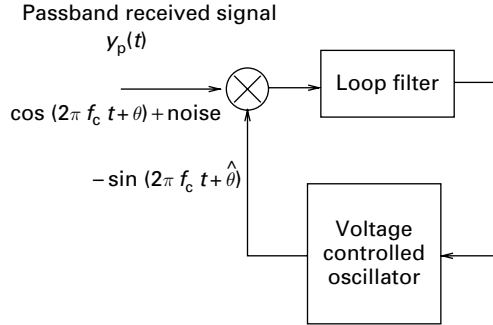 Passband received signal
y_p(t)
cos (2π f_c t + θ) + noise
Loop filter
− sin (2π f_c t + θ̂)
Voltage
controlled
oscillator